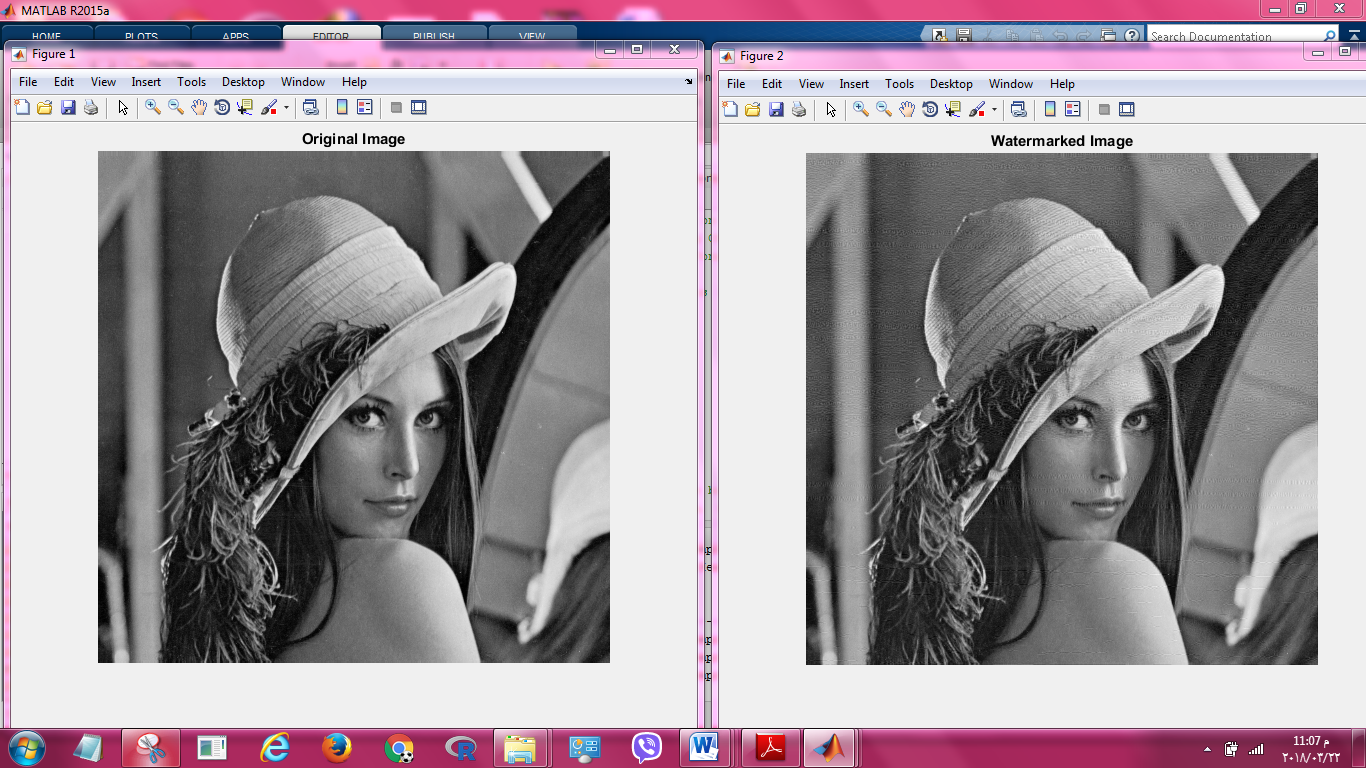 MATLAB R2015a
HOME PLOTS APPS EDITOR PUBLISH VIEW
Search Documentation
Figure 1
File Edit View Insert Tools Desktop Window Help
Original Image
Figure 2
File Edit View Insert Tools Desktop Window Help
Watermarked Image
11:07 م
٢٠١٨/٠٣/٢٢